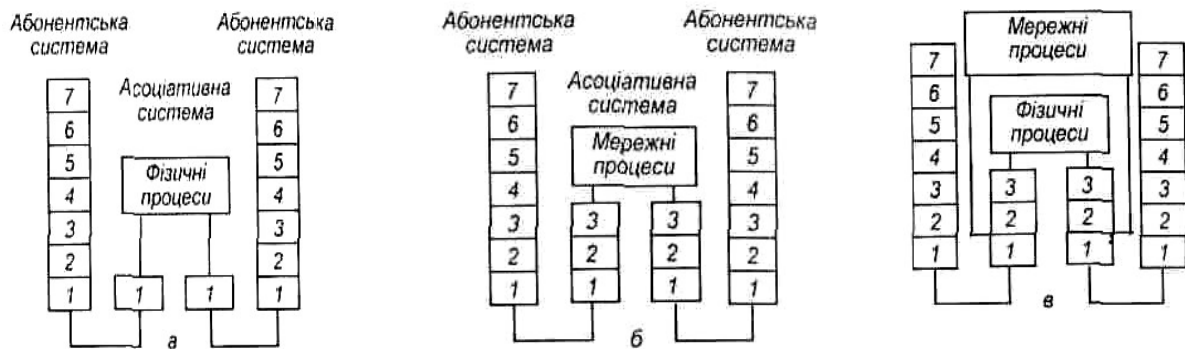 Абонентська
система
7
6
5
4
3
2
1
Асоціативна
система
Фізичні
процеси
1
1
Абонентська
система
7
6
5
4
3
2
1
а
Абонентська
система
7
6
5
4
3
2
1
Асоціативна
система
Мережні
процеси
3
2
1
3
2
1
Абонентська
система
7
6
5
4
3
2
1
б
7
6
5
4
3
2
1
Мережні
процеси
Фізичні
процеси
3
2
1
3
2
1
7
6
5
4
3
2
1
в